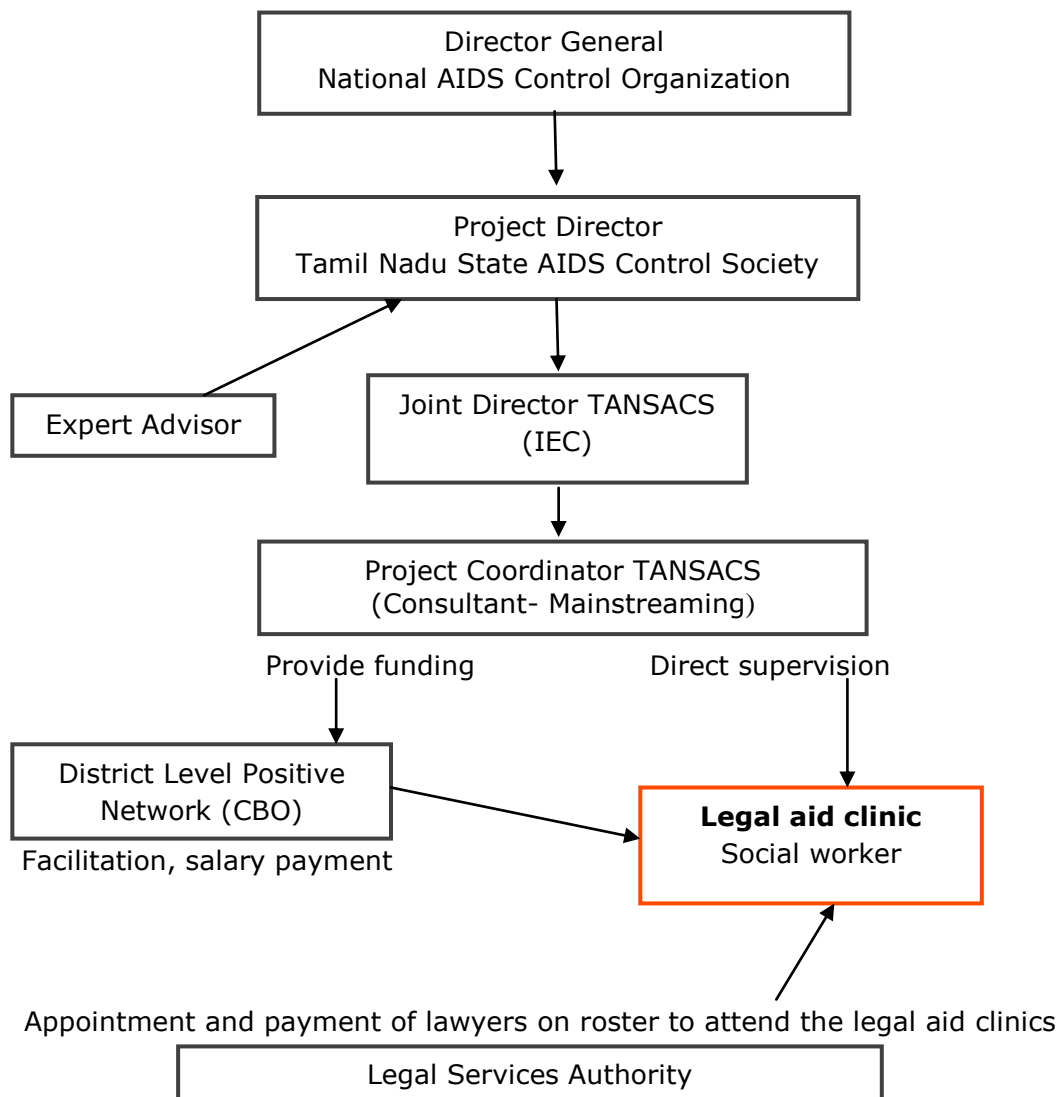 Director General
National AIDS Control Organization
Project Director
Tamil Nadu State AIDS Control Society
Expert Advisor
Joint Director TANSACS
(IEC)
Project Coordinator TANSACS
(Consultant- Mainstreaming)
Provide funding
Direct supervision
District Level Positive
Network (CBO)
Facilitation, salary payment
Legal aid clinic
Social worker
Appointment and payment of lawyers on roster to attend the legal aid clinics
Legal Services Authority